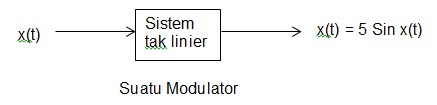 x(t)
Sistem
tak linier
x(t) = 5 Sin x(t)
Suatu Modulator